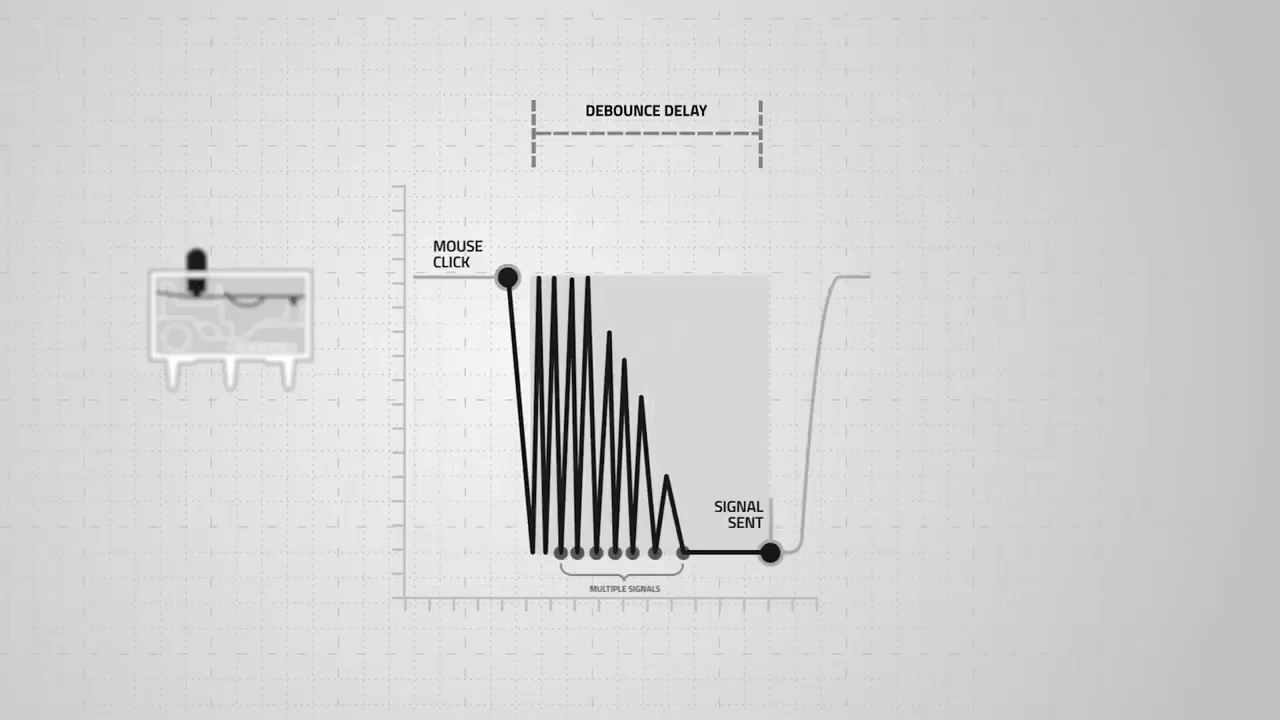 DEBOUNCE DELAY
MOUSE
CLICK
SIGNAL
SENT
MULTIPLE SIGNALS